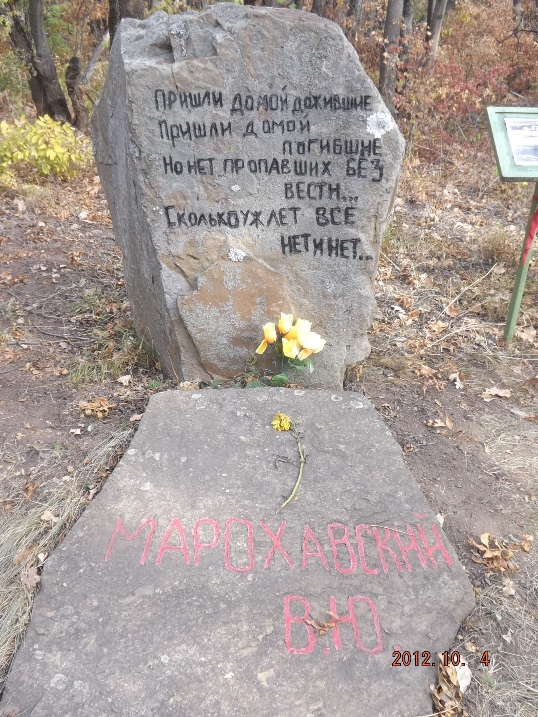 Пришли домой дожившие
Пришли домой
погибшие
Но нет пропавших без
вести...
Сколько уж лет всё
нет и нет...
МАРОХАВСКИЙ
В.Ю
2012.10. 4